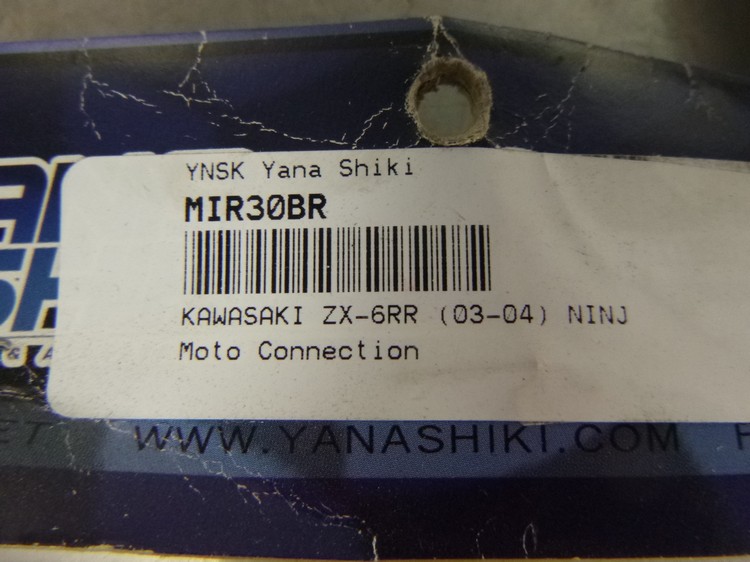 YNSK Yana Shiki
MIR30BR
KAWASAKI ZX-6RR (03-04) NINJ
Moto Connection
WWW.YANASHIKI.COM